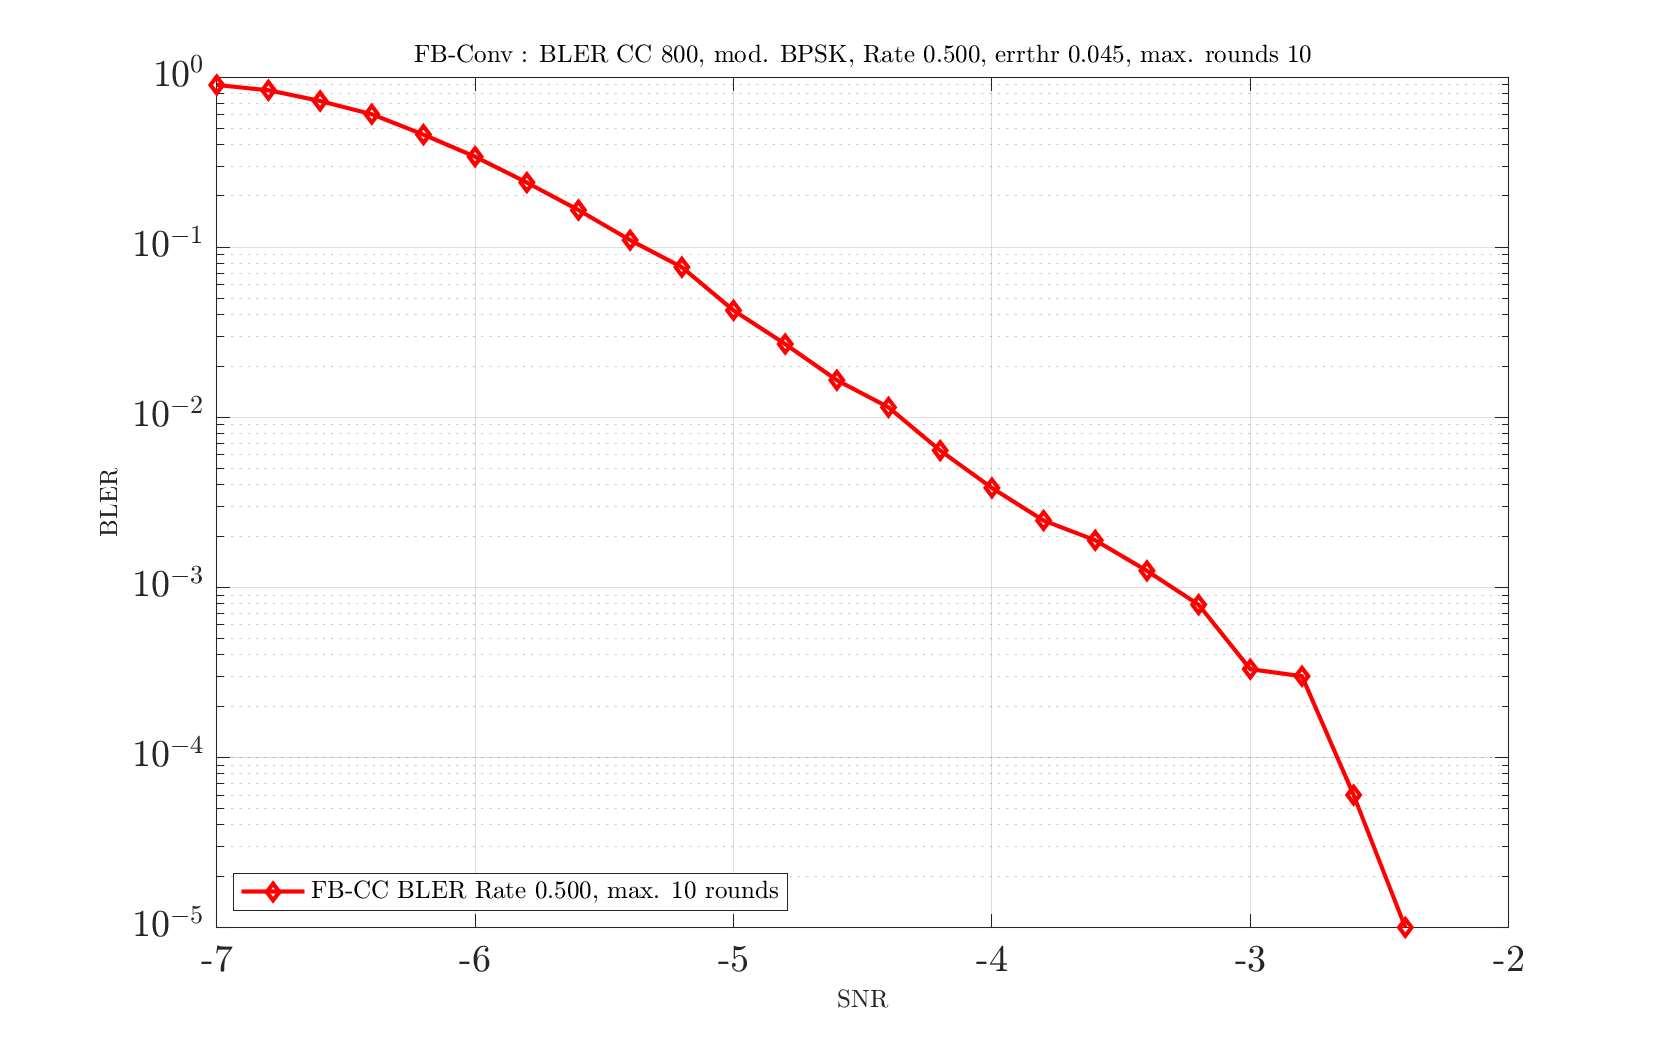 FB-Conv : BLER CC 800, mod. BPSK, Rate 0.500, errthr 0.045, max. rounds 10
10^0
10^−1
10^−2
10^−3
10^−4
10^−5
BLER
FB-CC BLER Rate 0.500, max. 10 rounds
-7 -6 -5 -4 -3 -2
SNR